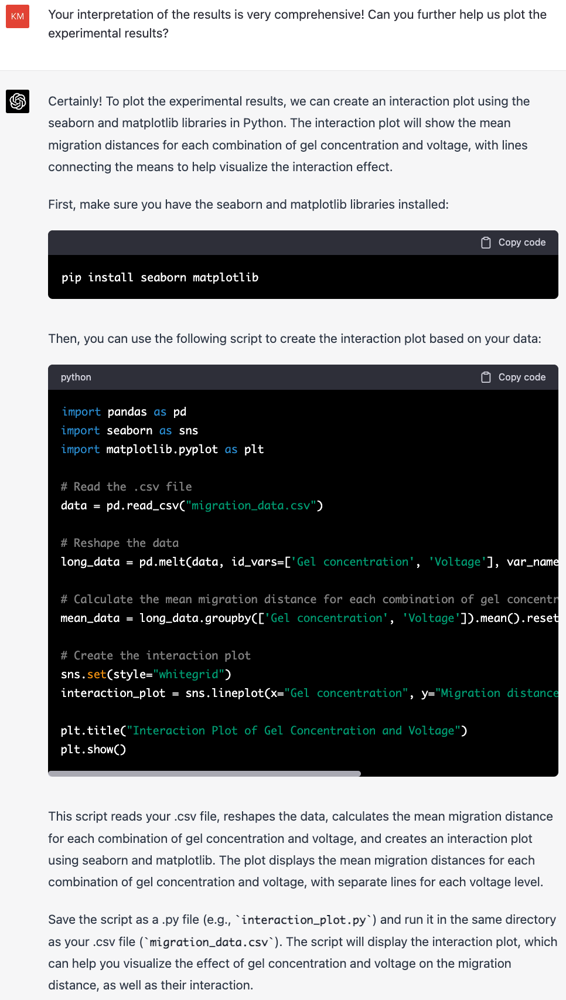 KM
Your interpretation of the results is very comprehensive! Can you further help us plot the
experimental results?
Certainly! To plot the experimental results, we can create an interaction plot using the
seaborn and matplotlib libraries in Python. The interaction plot will show the mean
migration distances for each combination of gel concentration and voltage, with lines
connecting the means to help visualize the interaction effect.
First, make sure you have the seaborn and matplotlib libraries installed:
Copy code
pip install seaborn matplotlib
Then, you can use the following script to create the interaction plot based on your data:
python Copy code
import pandas as pd
import seaborn as sns
import matplotlib.pyplot as plt
# Read the .csv file
data = pd.read_csv("migration_data.csv")
# Reshape the data
long_data = pd.melt(data, id_vars=['Gel concentration', 'Voltage'], var_name
# Calculate the mean migration distance for each combination of gel concentr
mean_data = long_data.groupby(['Gel concentration', 'Voltage']).mean().reset
# Create the interaction plot
sns.set(style="whitegrid")
interaction_plot = sns.lineplot(x="Gel concentration", y="Migration distance
plt.title("Interaction Plot of Gel Concentration and Voltage")
plt.show()
This script reads your .csv file, reshapes the data, calculates the mean migration distance
for each combination of gel concentration and voltage, and creates an interaction plot
using seaborn and matplotlib. The plot displays the mean migration distances for each
combination of gel concentration and voltage, with separate lines for each voltage level.
Save the script as a .py file (e.g., `interaction_plot.py`) and run it in the same directory
as your .csv file (`migration_data.csv`). The script will display the interaction plot, which
can help you visualize the effect of gel concentration and voltage on the migration
distance, as well as their interaction.